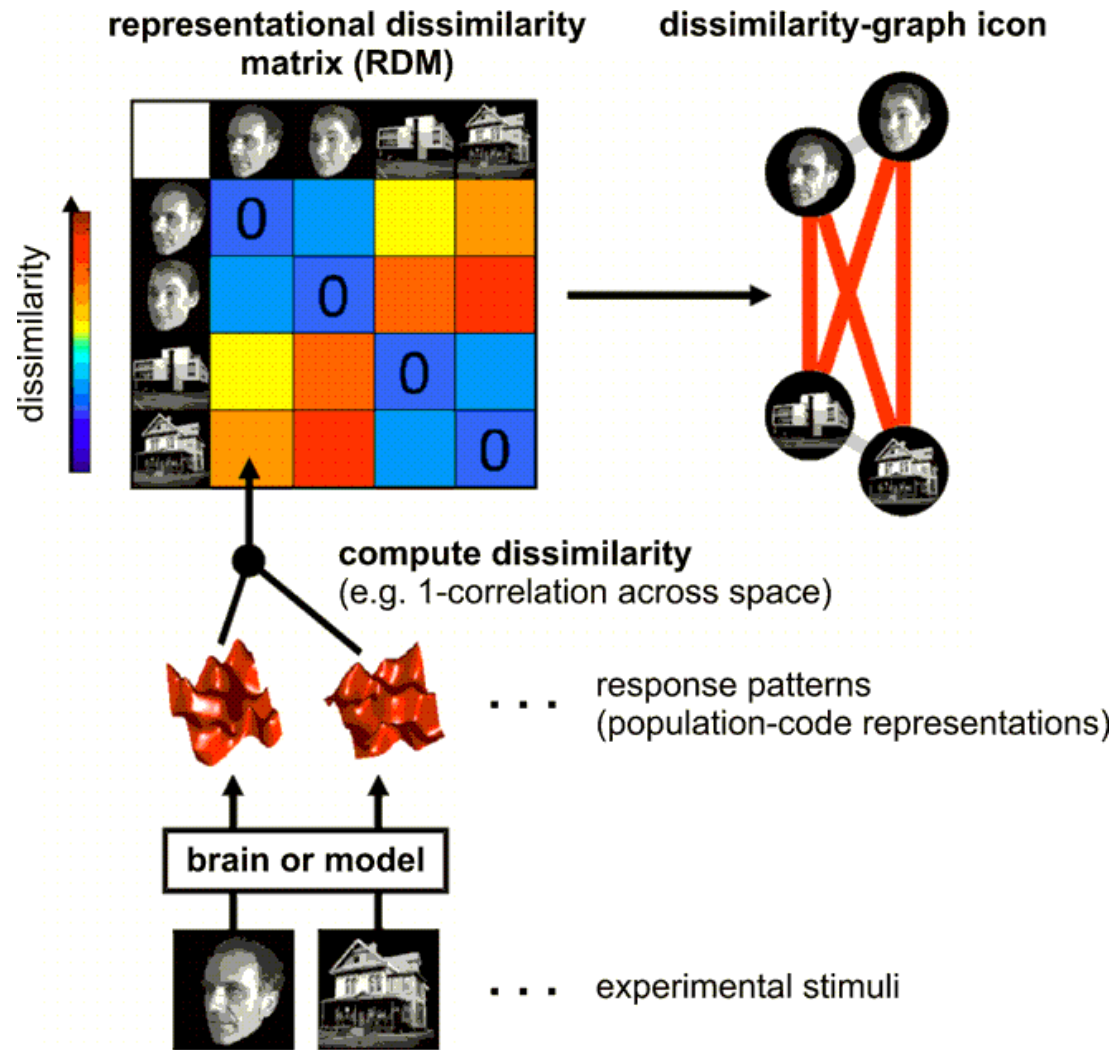 representational dissimilarity
matrix (RDM)
dissimilarity-graph icon
dissimilarity
0
0
0
0
compute dissimilarity
(e.g. 1-correlation across space)
. . .
response patterns
(population-code representations)
brain or model
. . .
experimental stimuli